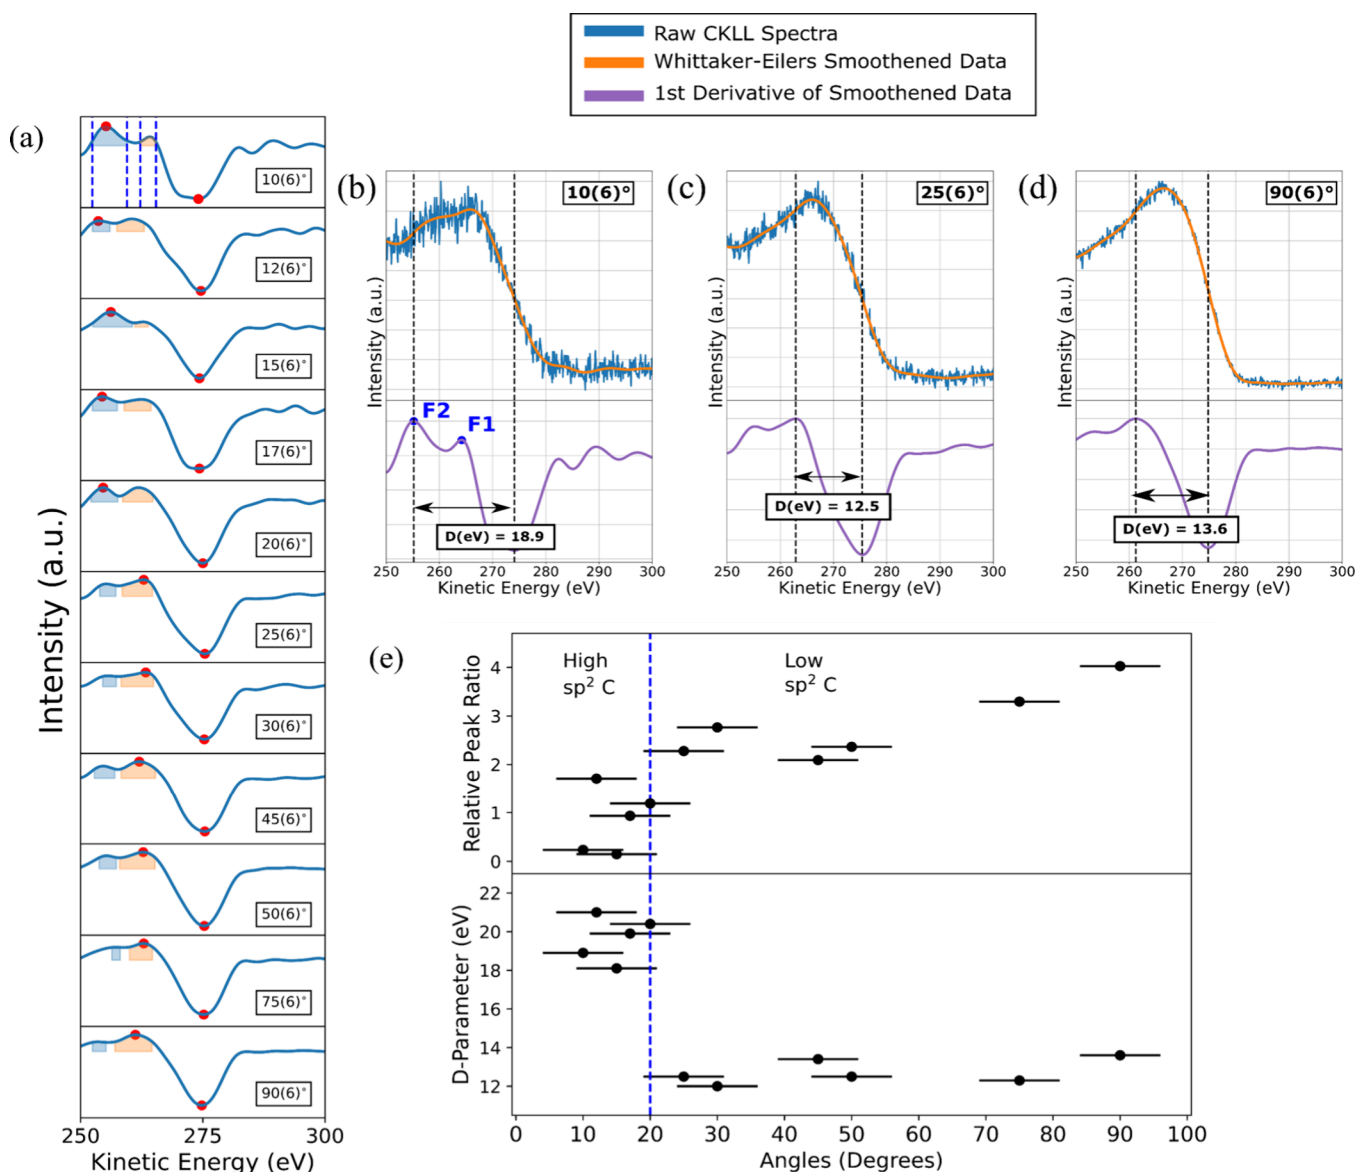 Raw CKLL Spectra
Whittaker-Eilers Smoothened Data
1st Derivative of Smoothened Data
(a)
10(6)°
12(6)°
15(6)°
17(6)°
20(6)°
25(6)°
30(6)°
45(6)°
50(6)°
75(6)°
90(6)°
Intensity (a.u.)
250 275 300
Kinetic Energy (eV)
(b)
10(6)°
Intensity (a.u.)
F2
F1
D(eV) = 18.9
250 260 270 280 290 300
Kinetic Energy (eV)
(c)
25(6)°
Intensity (a.u.)
D(eV) = 12.5
250 260 270 280 290 300
Kinetic Energy (eV)
(d)
90(6)°
Intensity (a.u.)
D(eV) = 13.6
250 260 270 280 290 300
Kinetic Energy (eV)
(e)
High
sp² C
Low
sp² C
Relative Peak Ratio
4
3
2
1
0
D-Parameter (eV)
22
20
18
16
14
12
0 10 20 30 40 50 60 70 80 90 100
Angles (Degrees)